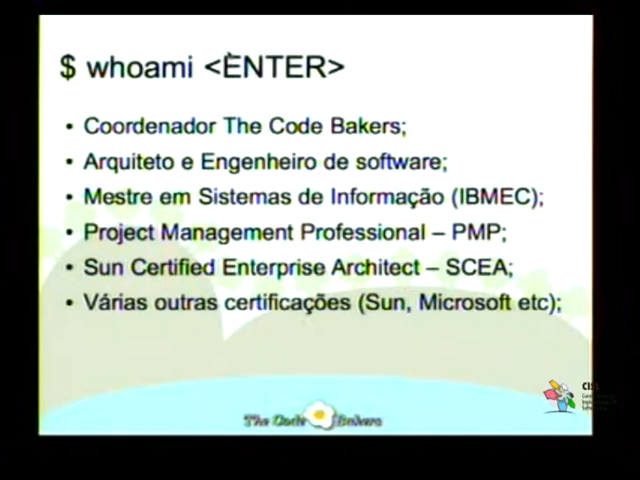 $ whoami <ENTER>
• Coordenador The Code Bakers;
• Arquiteto e Engenheiro de software;
• Mestre em Sistemas de Informação (IBMEC);
• Project Management Professional – PMP;
• Sun Certified Enterprise Architect – SCEA;
• Várias outras certificações (Sun, Microsoft etc);
The Code Bakers